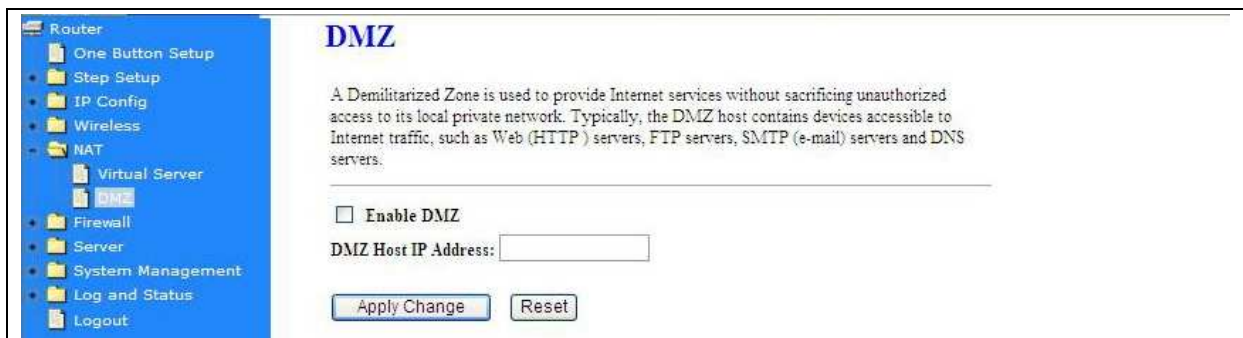 Router
One Button Setup
Step Setup
IP Config
Wireless
NAT
Virtual Server
DMZ
Firewall
Server
System Management
Log and Status
Logout
DMZ
A Demilitarized Zone is used to provide Internet services without sacrificing unauthorized
access to its local private network. Typically, the DMZ host contains devices accessible to
Internet traffic, such as Web (HTTP ) servers, FTP servers, SMTP (e-mail) servers and DNS
servers.
Enable DMZ
DMZ Host IP Address:
Apply Change Reset